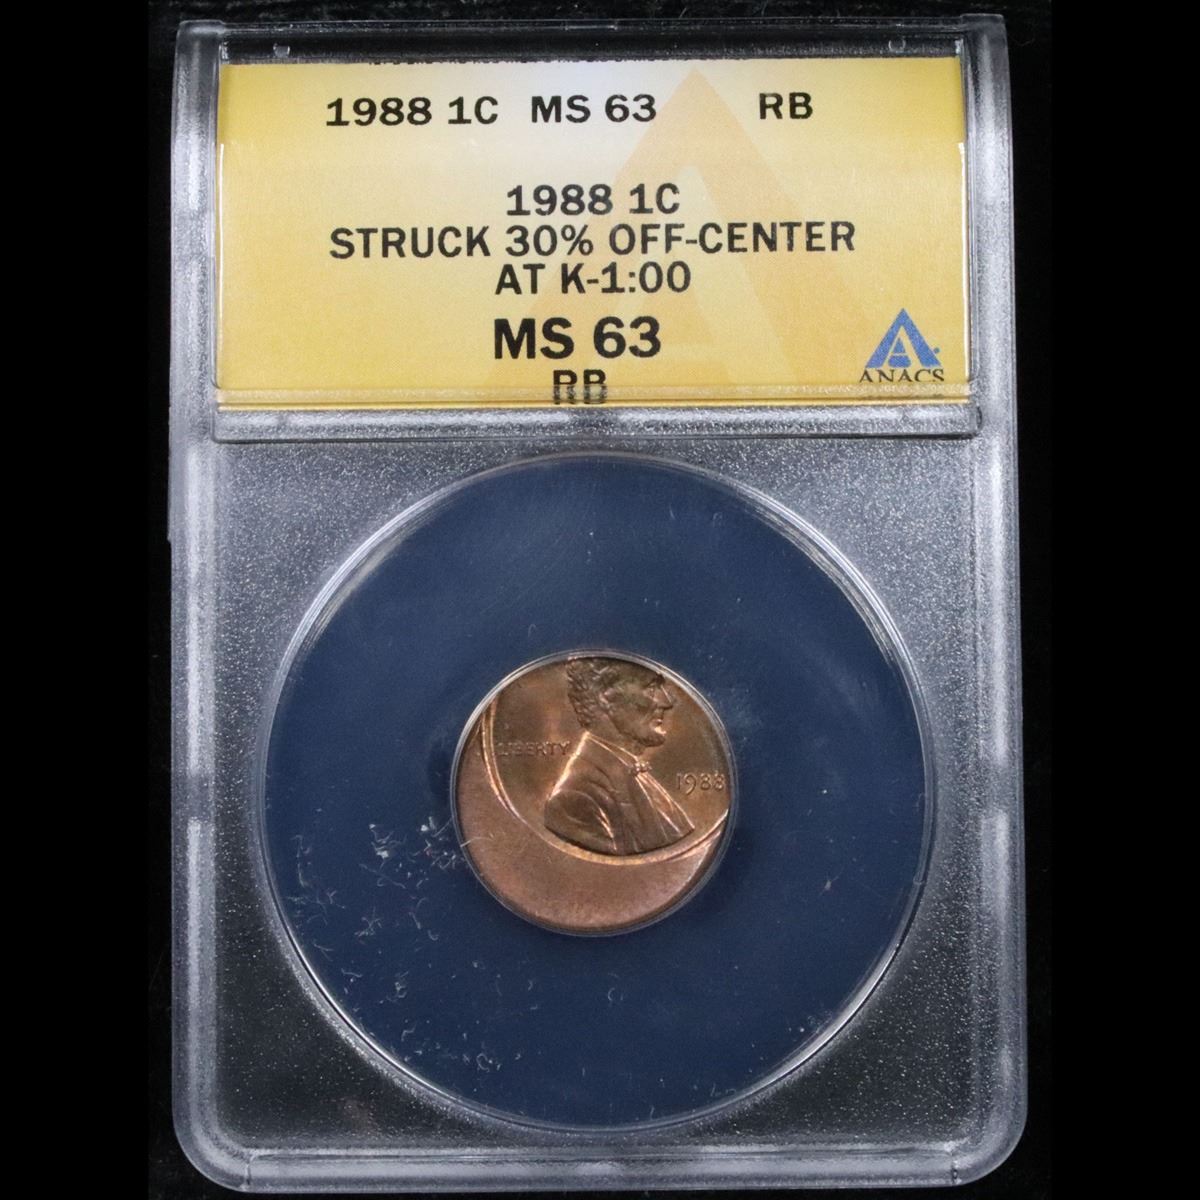 1988 1C MS 63 RB
1988 1C
STRUCK 30% OFF-CENTER
AT K-1:00
MS 63
RB
A
ANACS
LIBERTY
1988